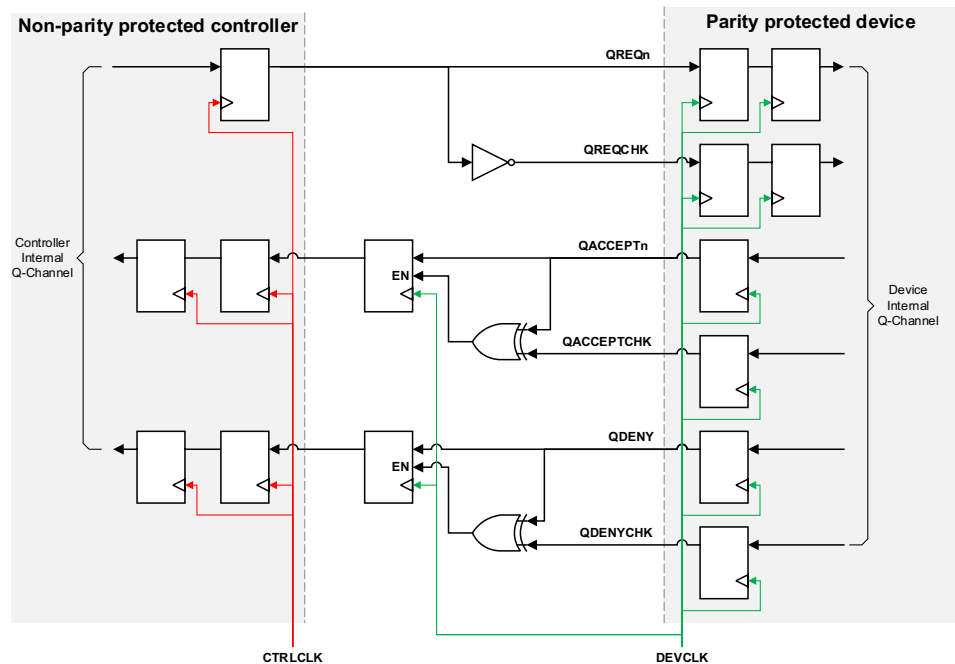 Non-parity protected controller
Parity protected device
QREQn
QREQCHK
Controller
Internal
Q-Channel
QACCEPTn
EN
QACCEPTCHK
Device
Internal
Q-Channel
QDENY
EN
QDENYCHK
CTRLCLK
DEVCLK